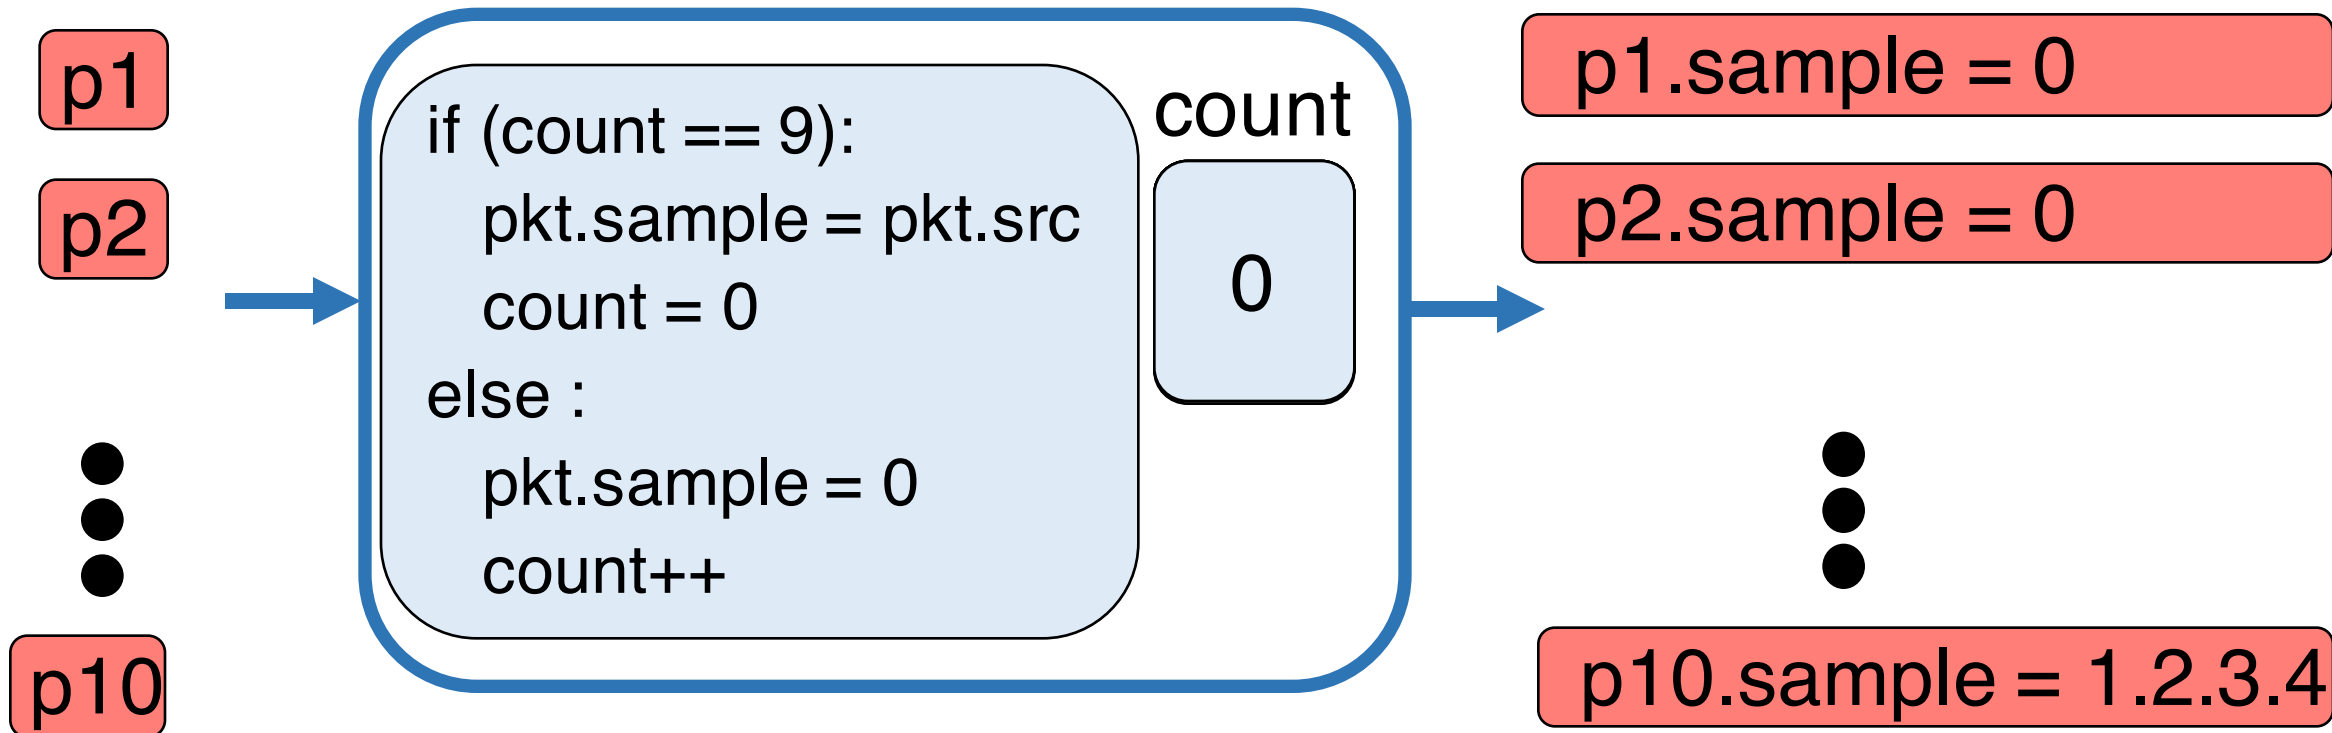 p1
p2
p10
if (count == 9):
pkt.sample = pkt.src
count = 0
else :
pkt.sample = 0
count++
count
0
p1.sample = 0
p2.sample = 0
p10.sample = 1.2.3.4